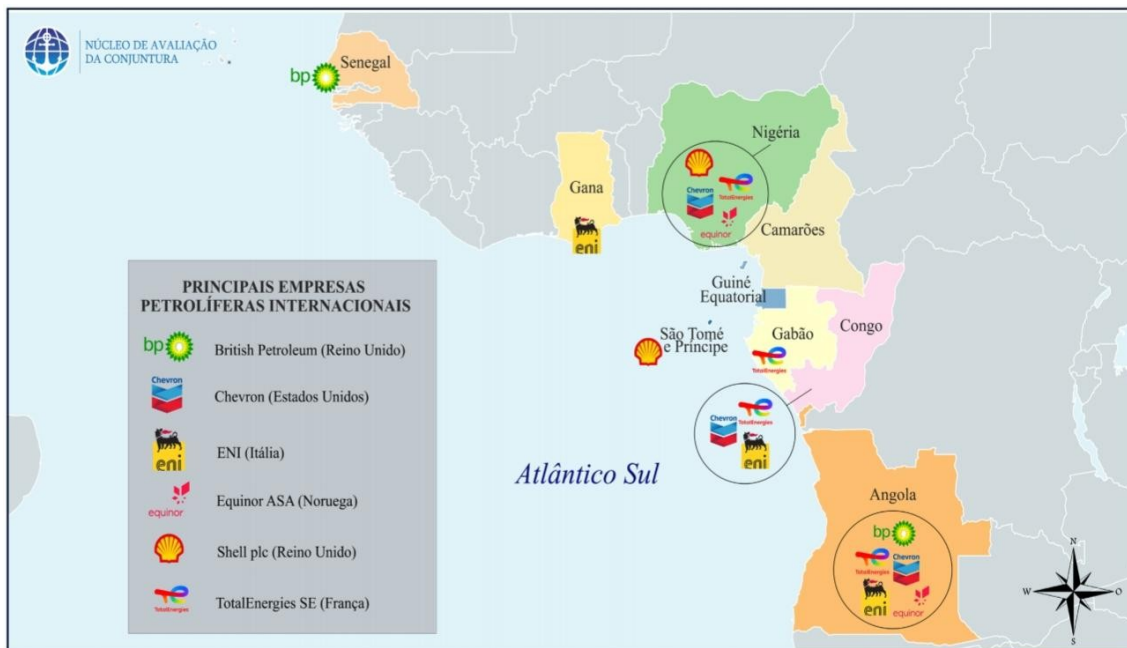 NÚCLEO DE AVALIAÇÃO
DA CONJUNTURA
bp
Senegal
Nigéria
Chevron
TotalEnergies
equinor
Gana
eni
Camarões
Guiné
Equatorial
São Tomé
e Príncipe
Gabão
TotalEnergies
Congo
Chevron
TotalEnergies
eni
Atlântico Sul
Angola
bp
TotalEnergies
Chevron
eni
equinor
PRINCIPAIS EMPRESAS
PETROLÍFERAS INTERNACIONAIS
bp British Petroleum (Reino Unido)
Chevron Chevron (Estados Unidos)
eni ENI (Itália)
equinor Equinor ASA (Noruega)
Shell plc (Reino Unido)
TotalEnergies TotalEnergies SE (França)
N
W O
S